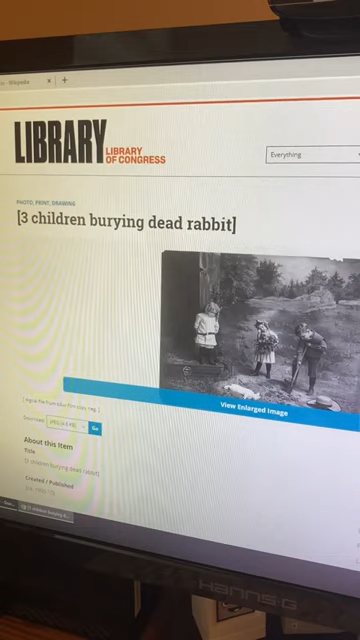 Wikipedia × +
LIBRARY
LIBRARY
OF CONGRESS
Everything
PHOTO, PRINT, DRAWING
[3 children burying dead rabbit]
View Enlarged Image
Download:
Go
About this Item
Title
[3 children burying dead rabbit]
Created / Published
HANNS-G